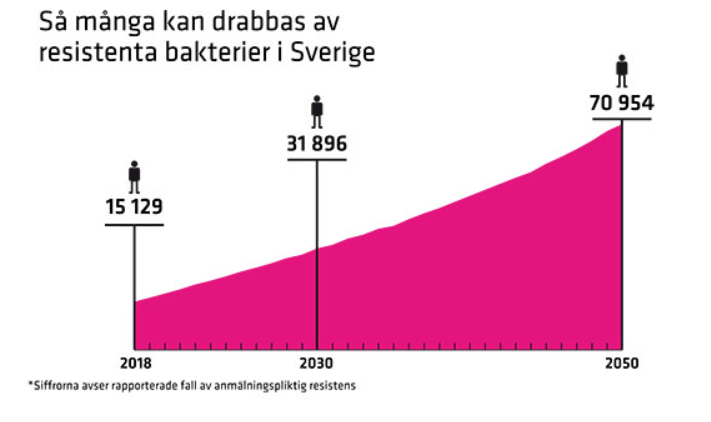 Så många kan drabbas av
resistenta bakterier i Sverige
70 954
31 896
15 129
2018
2030
2050
*Siffrorna avser rapporterade fall av anmälningspliktig resistens